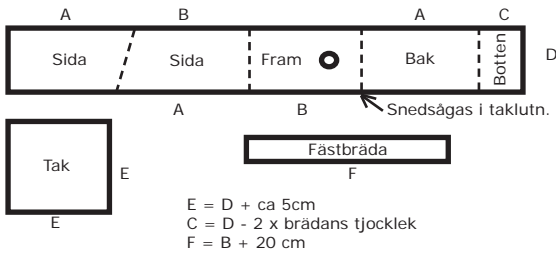 A B A C
Sida Sida Fram Bak Botten D
A B Snedsågas i taklutn.
Tak E Fästbräda
E F
E = D + ca 5cm
C = D - 2 x brädans tjocklek
F = B + 20 cm